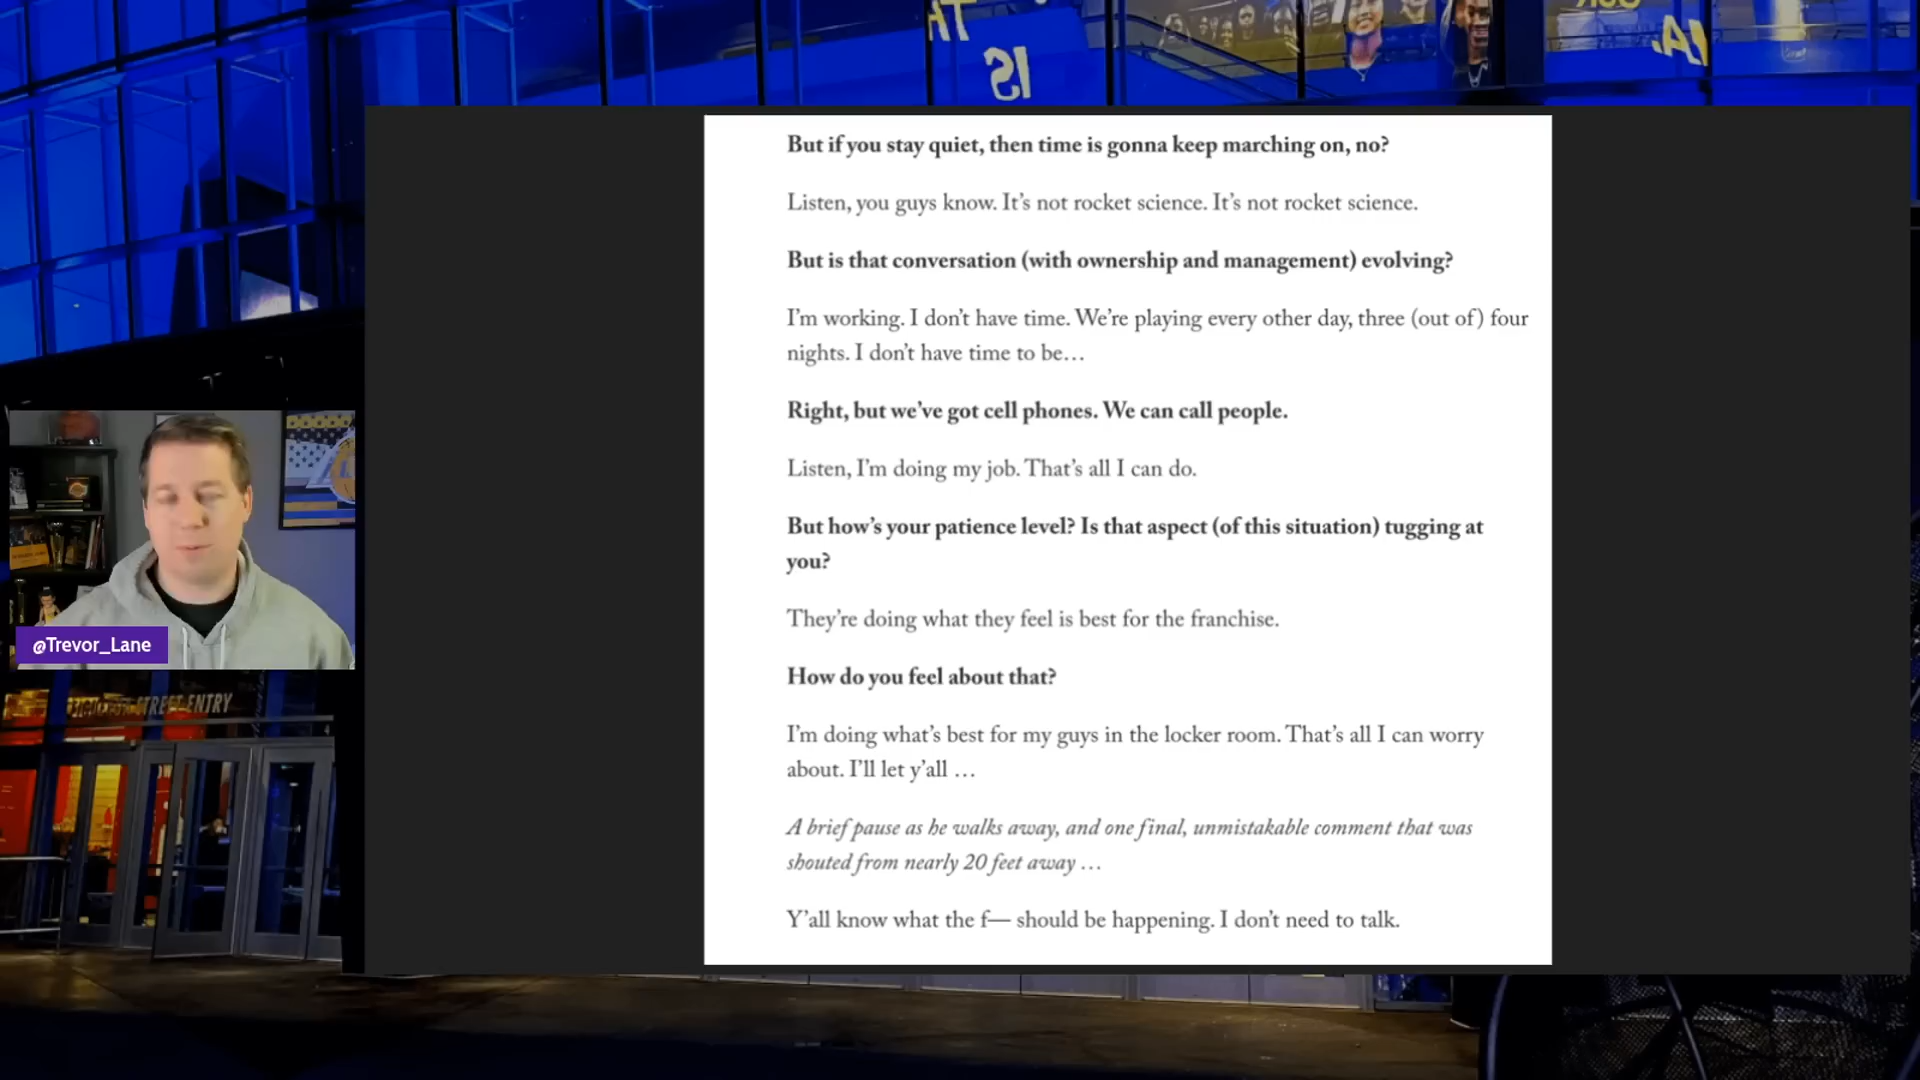 TH
IS
LA.
But if you stay quiet, then time is gonna keep marching on, no?
Listen, you guys know. It’s not rocket science. It’s not rocket science.
But is that conversation (with ownership and management) evolving?
I’m working. I don’t have time. We’re playing every other day, three (out of) four
nights. I don’t have time to be…
Right, but we’ve got cell phones. We can call people.
Listen, I’m doing my job. That’s all I can do.
But how’s your patience level? Is that aspect (of this situation) tugging at
you?
They’re doing what they feel is best for the franchise.
How do you feel about that?
I’m doing what’s best for my guys in the locker room. That’s all I can worry
about. I’ll let y’all …
A brief pause as he walks away, and one final, unmistakable comment that was
shouted from nearly 20 feet away …
Y’all know what the f— should be happening. I don’t need to talk.
@Trevor_Lane
STREET ENTRY